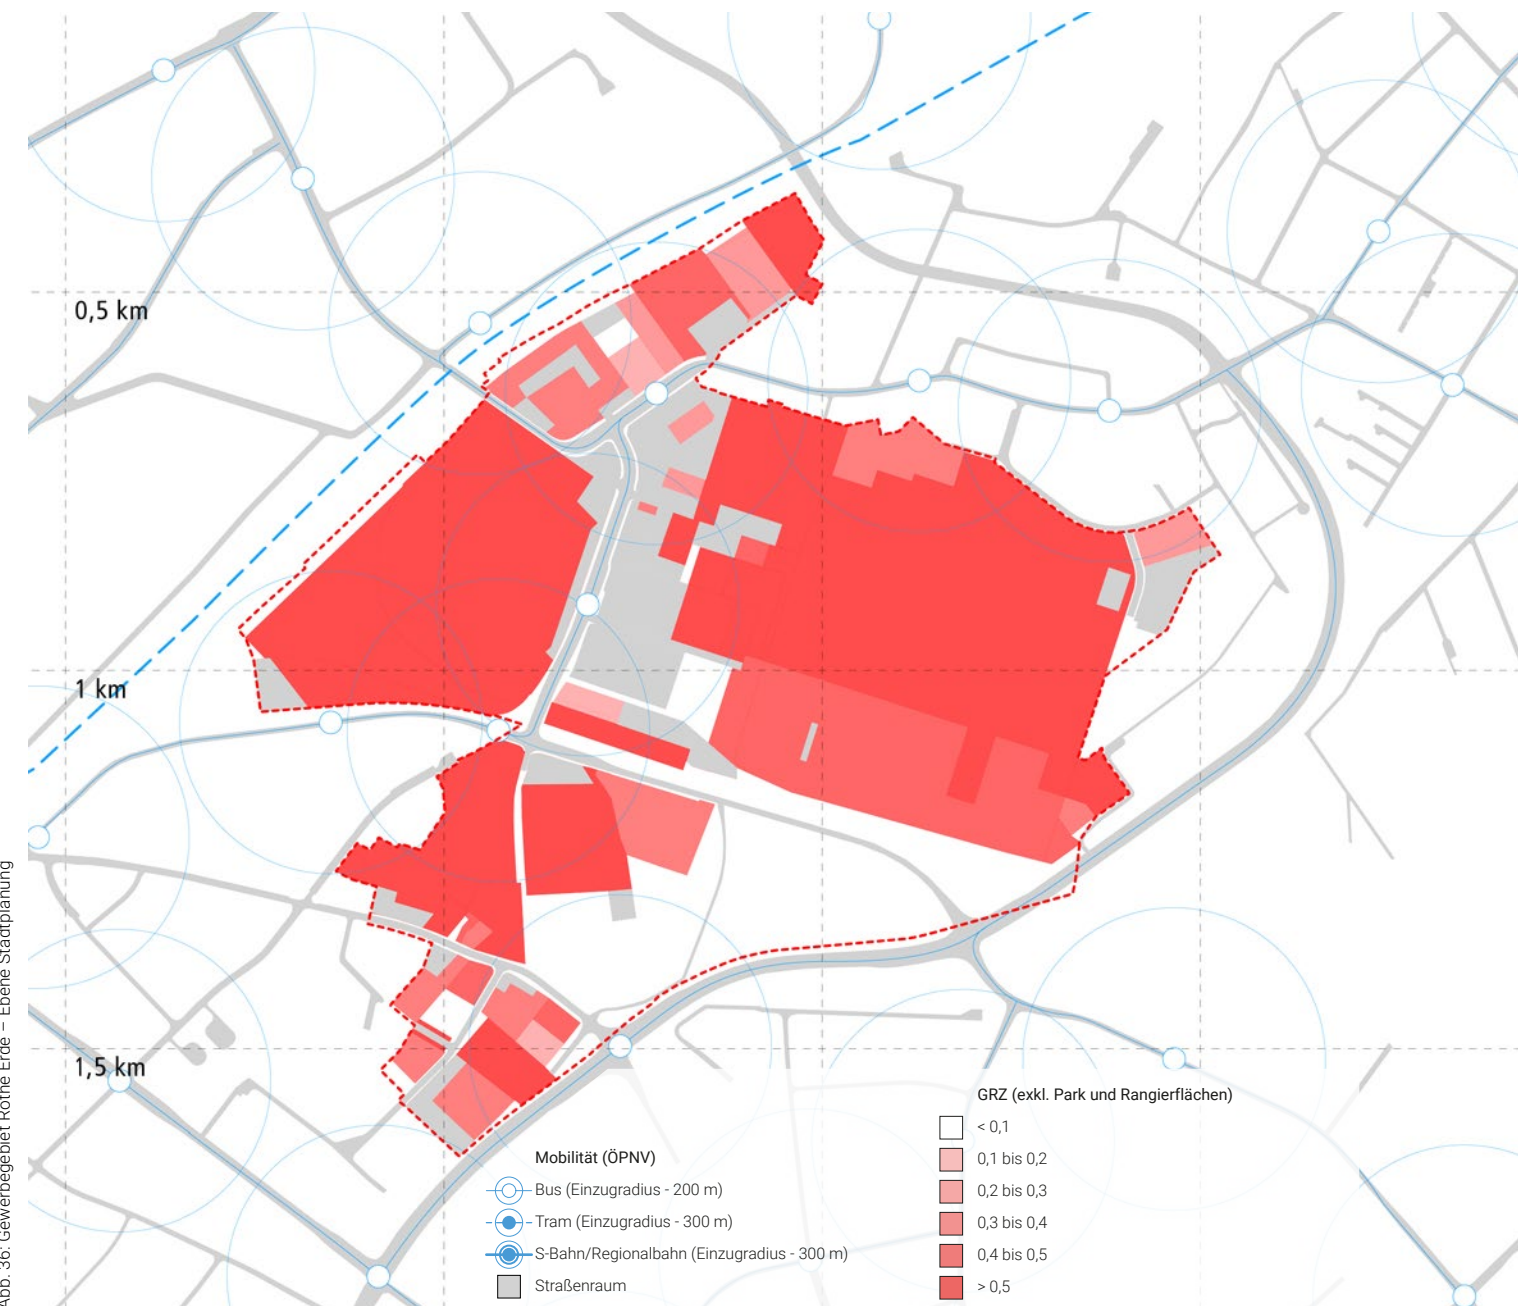 0,5 km
1 km
1,5 km
Abb. 36: Gewerbegebiet Rothe Erde – Ebene Stadtplanung
Mobilität (ÖPNV)
Bus (Einzugradius - 200 m)
Tram (Einzugradius - 300 m)
S-Bahn/Regionalbahn (Einzugradius - 300 m)
Straßenraum
GRZ (exkl. Park und Rangierflächen)
< 0,1
0,1 bis 0,2
0,2 bis 0,3
0,3 bis 0,4
0,4 bis 0,5
> 0,5